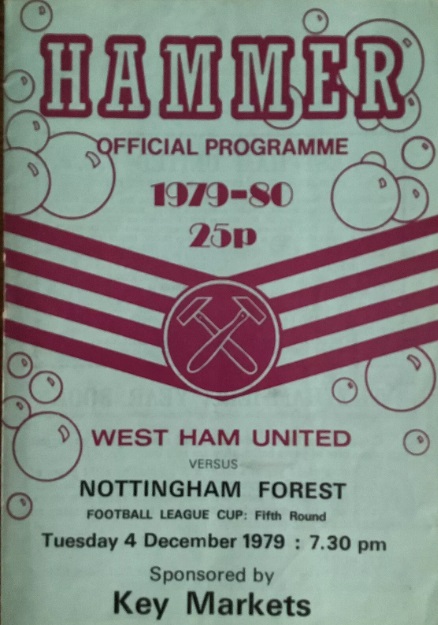 HAMMER
OFFICIAL PROGRAMME
1979-80
25p
WEST HAM UNITED
VERSUS
NOTTINGHAM FOREST
FOOTBALL LEAGUE CUP: Fifth Round
Tuesday 4 December 1979 : 7.30 pm
Sponsored by
Key Markets